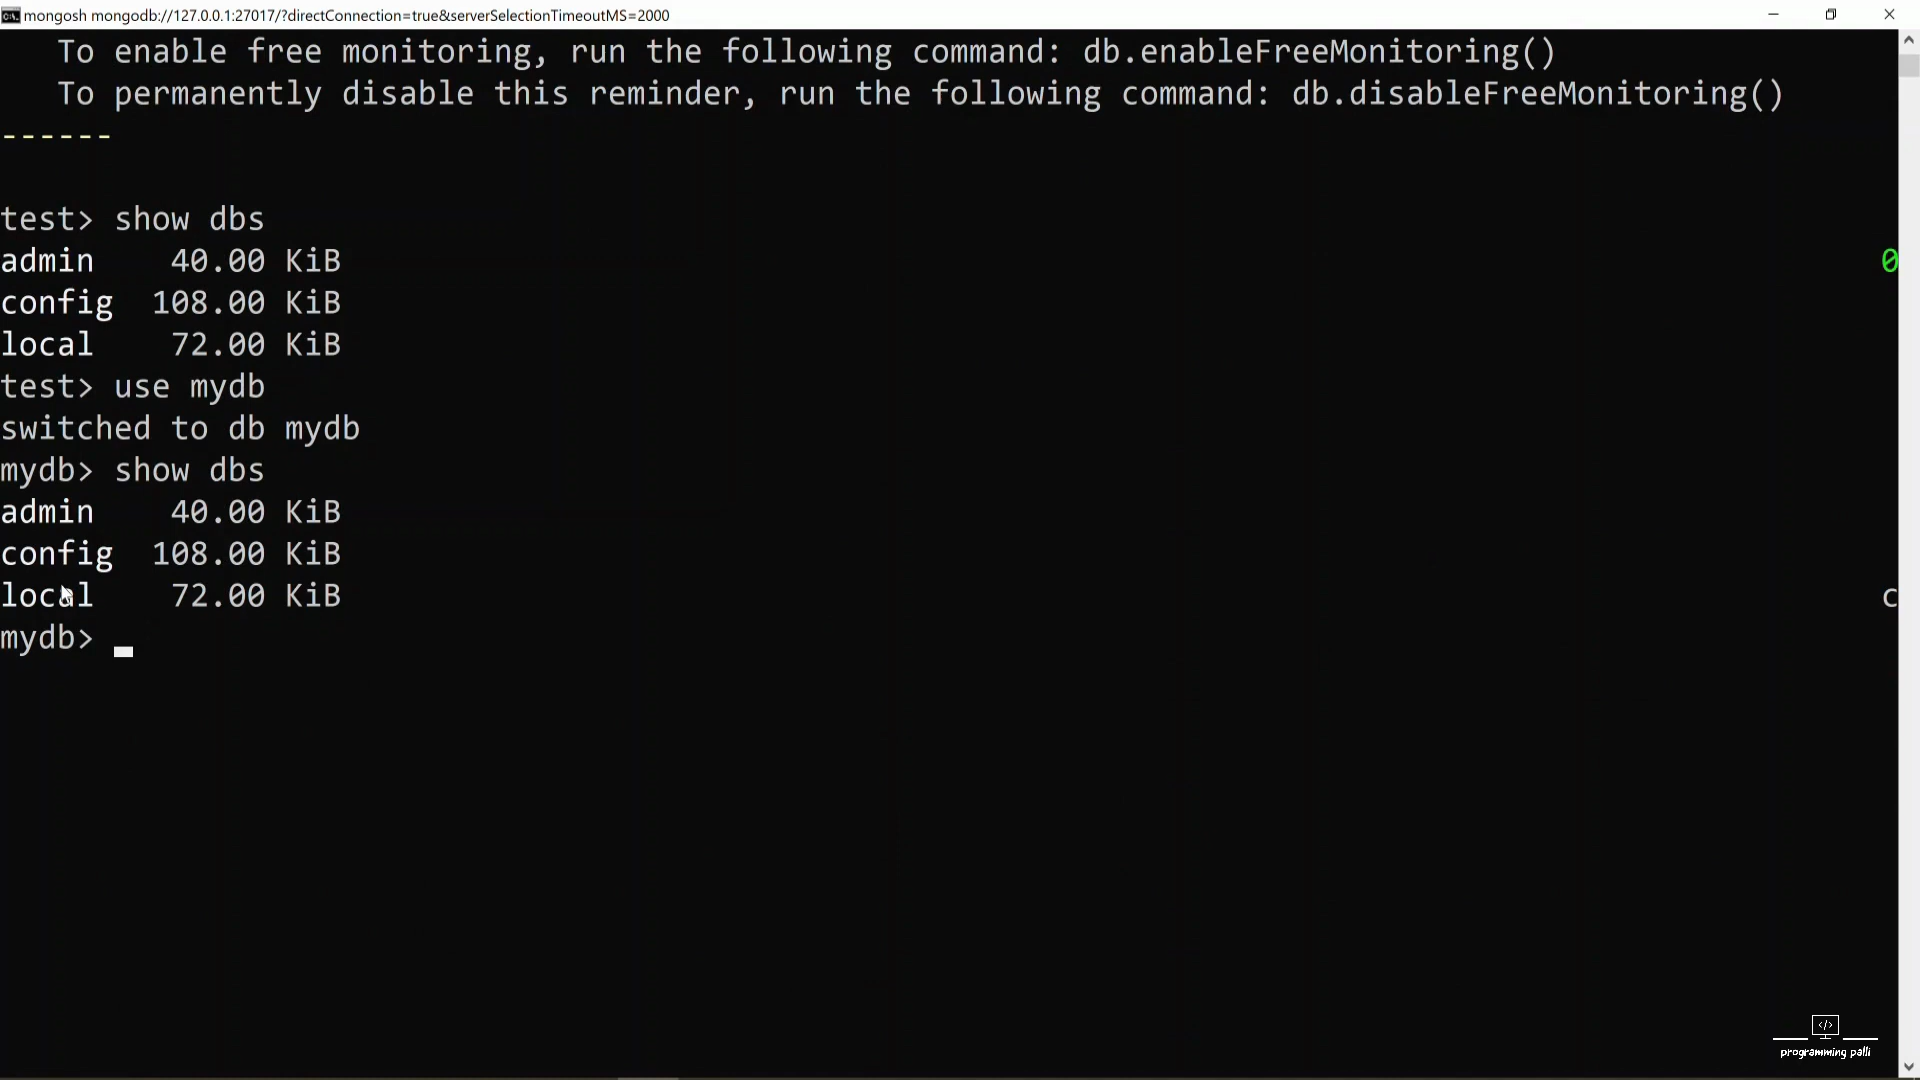 mongosh mongodb://127.0.0.1:27017/?directConnection=true&serverSelectionTimeoutMS=2000
To enable free monitoring, run the following command: db.enableFreeMonitoring()
To permanently disable this reminder, run the following command: db.disableFreeMonitoring()
------
test> show dbs
admin 40.00 KiB 0
config 108.00 KiB
local 72.00 KiB
test> use mydb
switched to db mydb
mydb> show dbs
admin 40.00 KiB
config 108.00 KiB
local 72.00 KiB c
mydb>
</>
programming palli